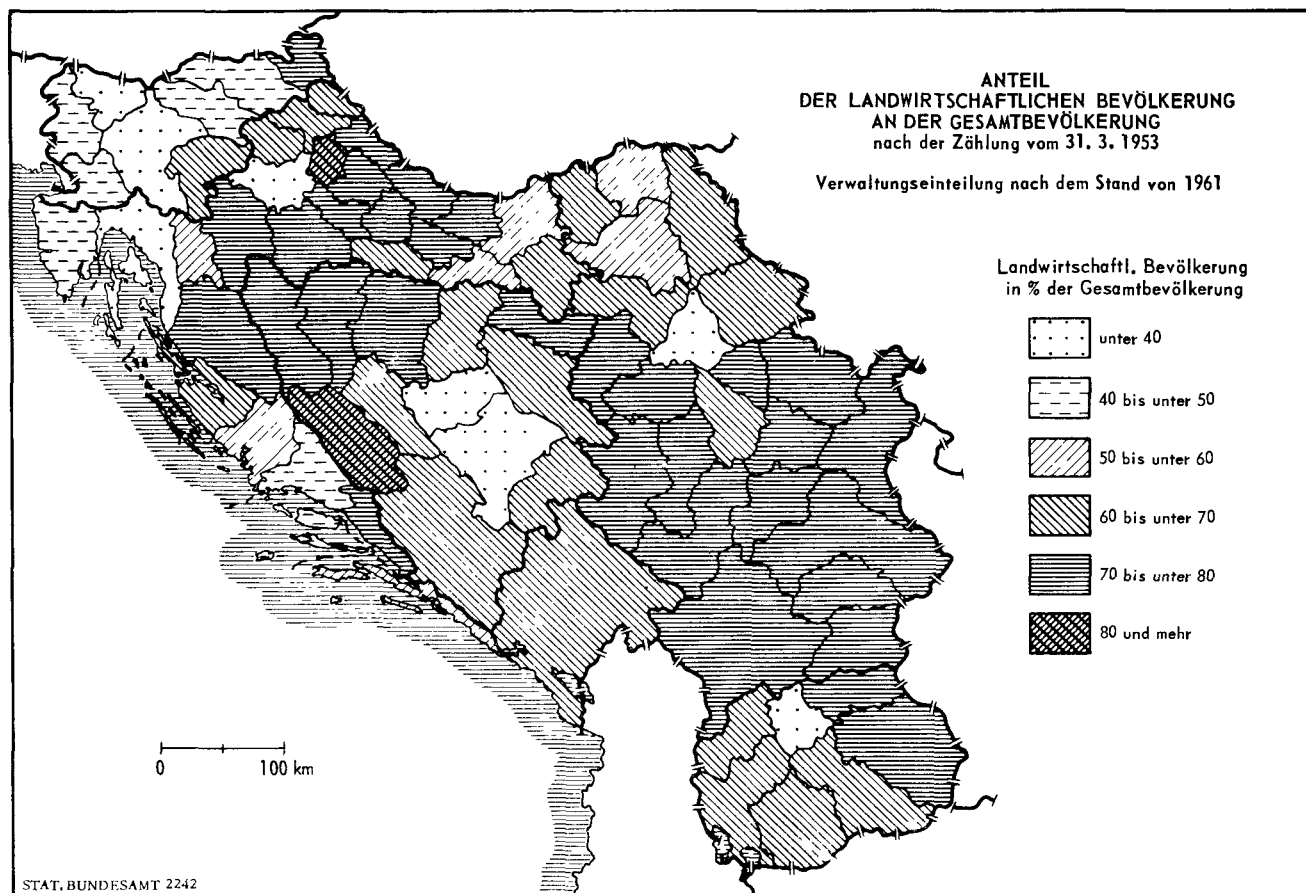 ANTEIL
DER LANDWIRTSCHAFTLICHEN BEVÖLKERUNG
AN DER GESAMTBEVÖLKERUNG
nach der Zählung vom 31. 3. 1953
Verwaltungseinteilung nach dem Stand von 1961
Landwirtschaftl. Bevölkerung
in % der Gesamtbevölkerung
unter 40
40 bis unter 50
50 bis unter 60
60 bis unter 70
70 bis unter 80
80 und mehr
0 100 km
STAT. BUNDESAMT 2242